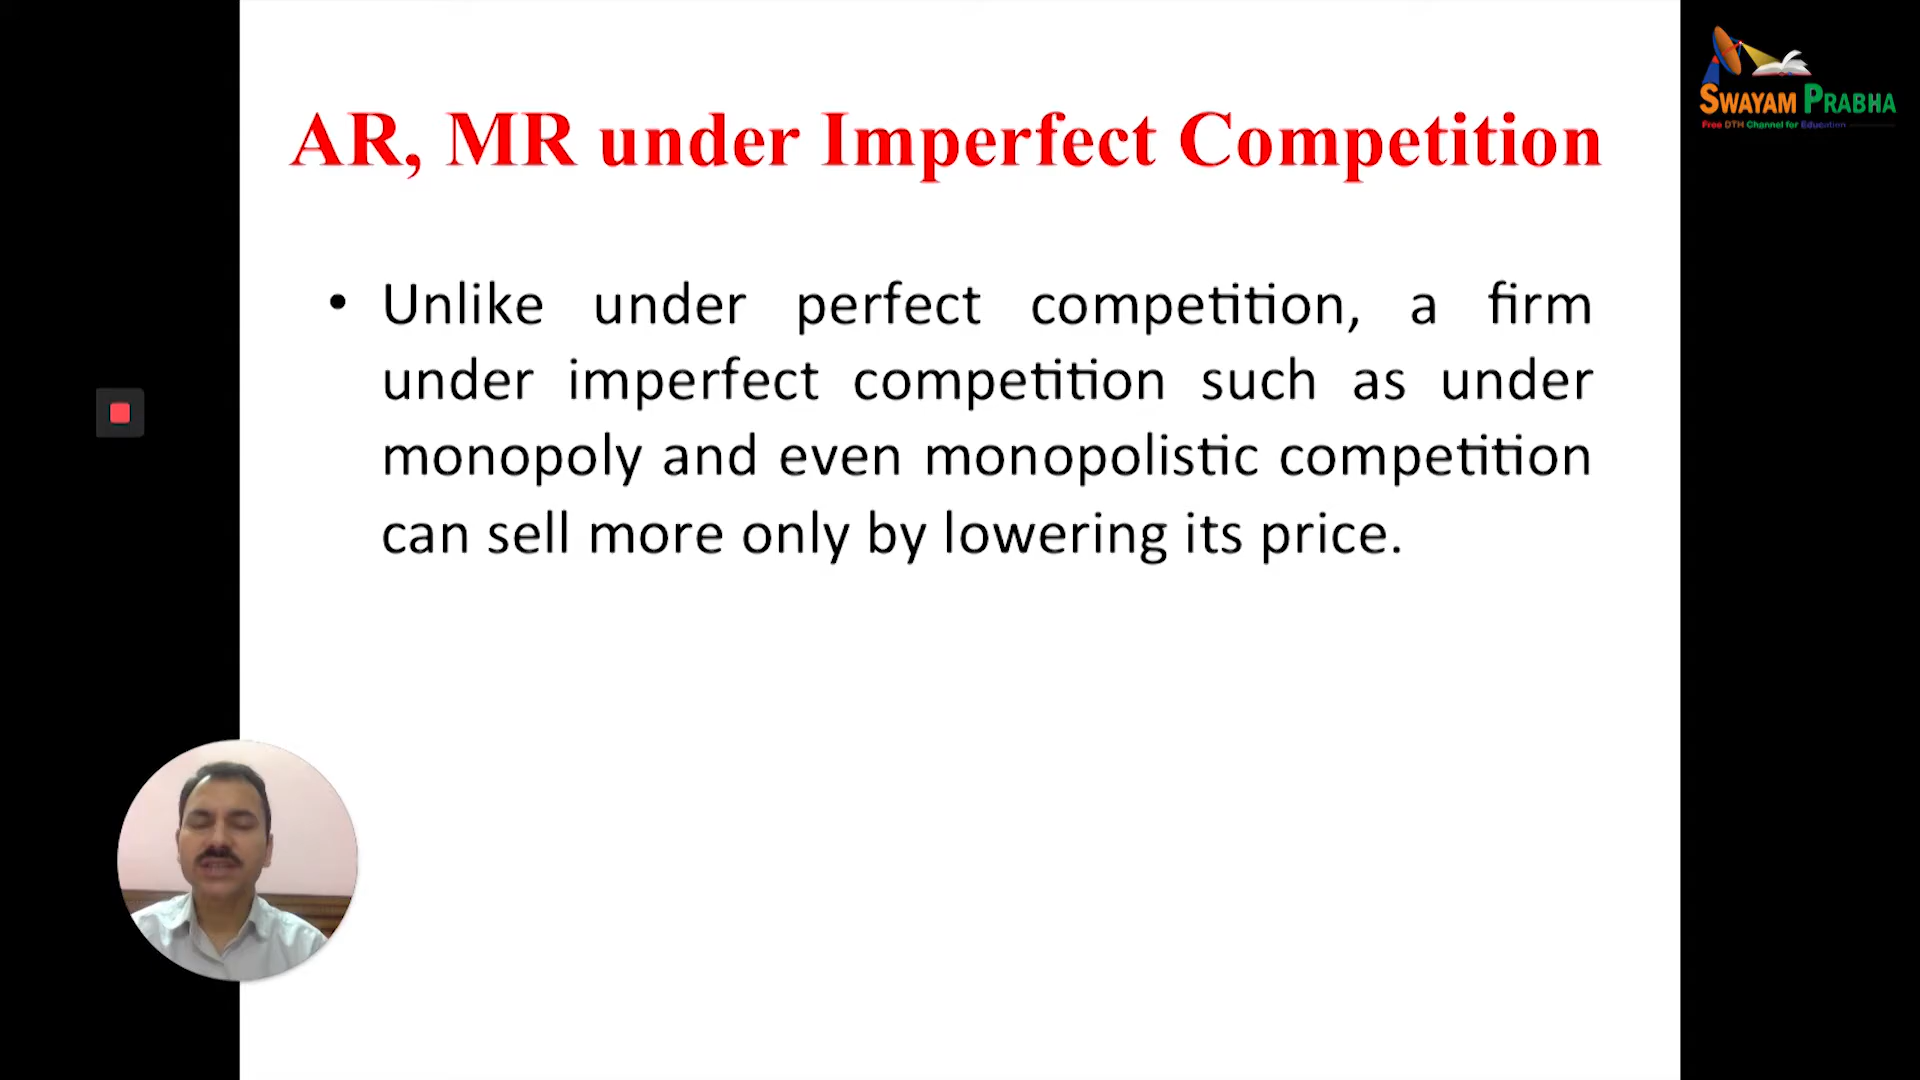 SWAYAM PRABHA
Free DTH Channel for Education
AR, MR under Imperfect Competition
• Unlike under perfect competition, a firm
under imperfect competition such as under
monopoly and even monopolistic competition
can sell more only by lowering its price.